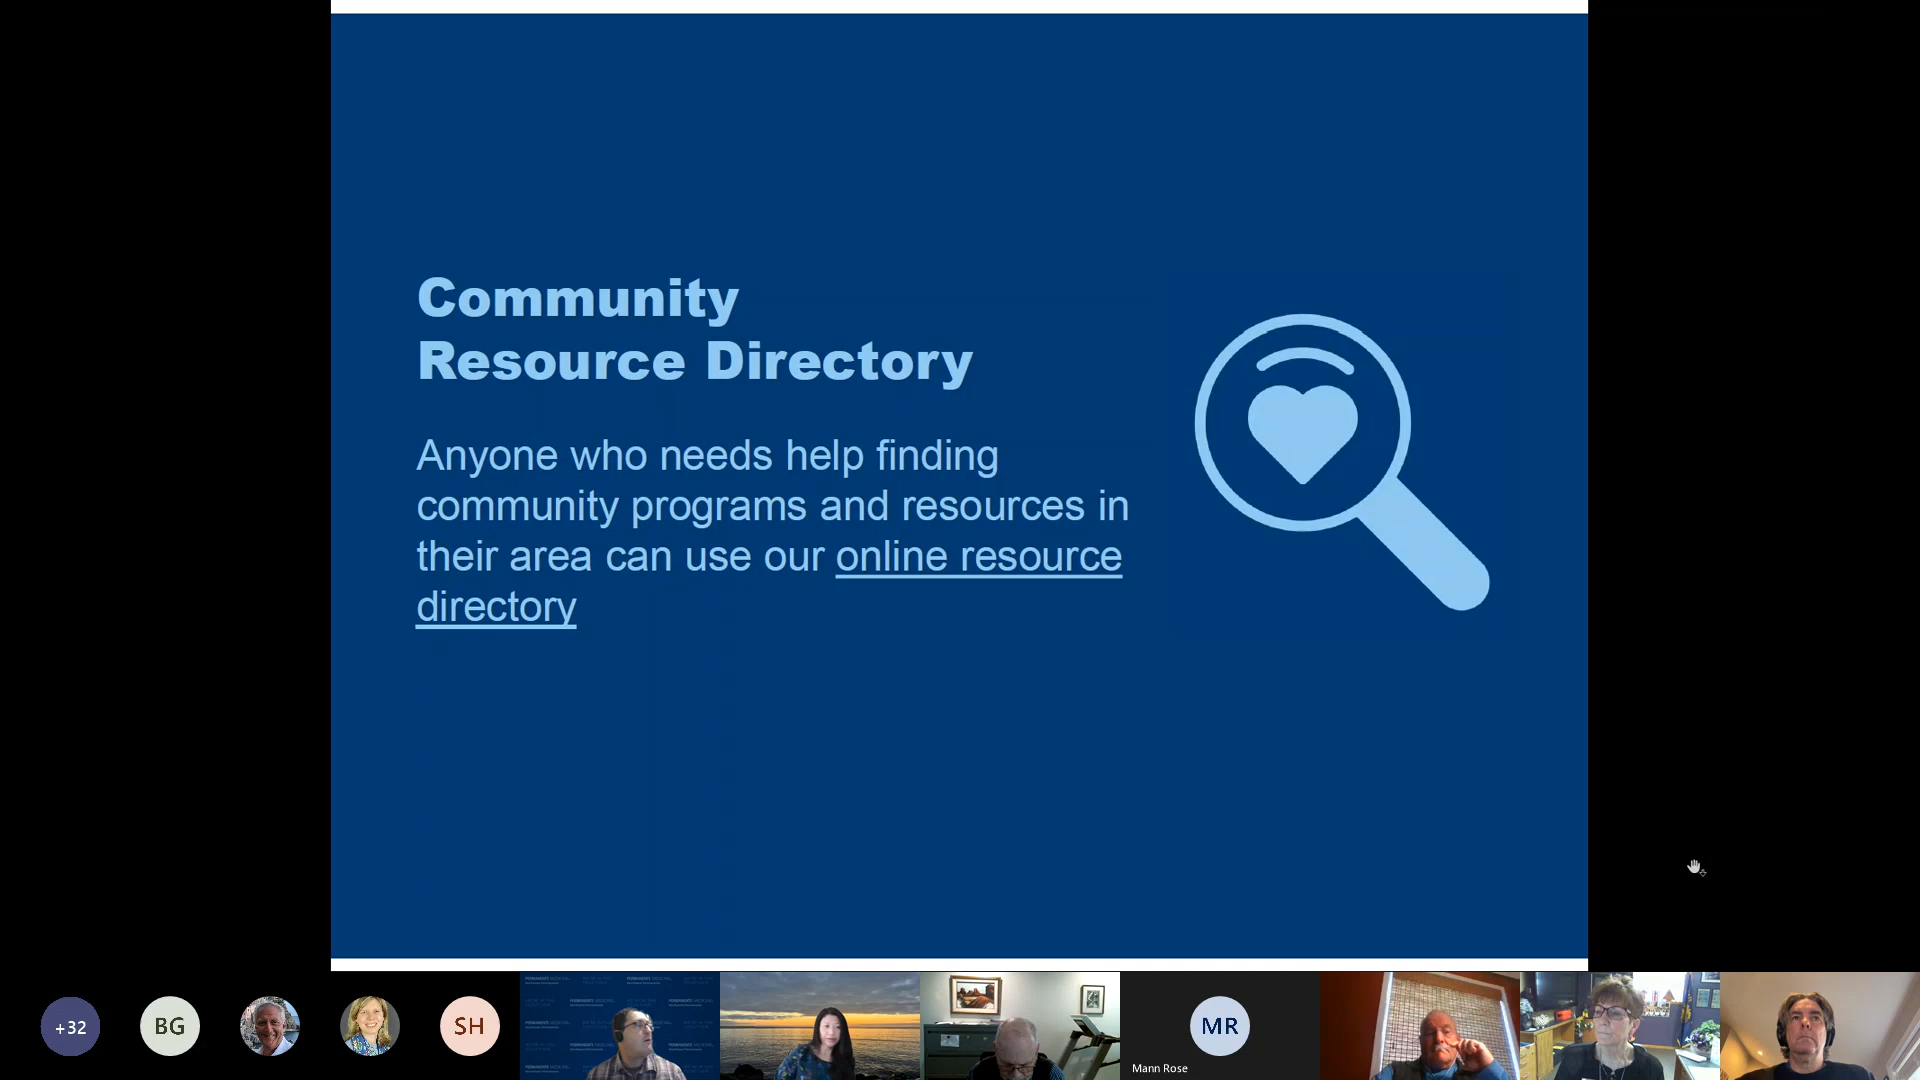 Community
Resource Directory
Anyone who needs help finding
community programs and resources in
their area can use our online resource
directory
+32
BG
SH
MR
Mann Rose